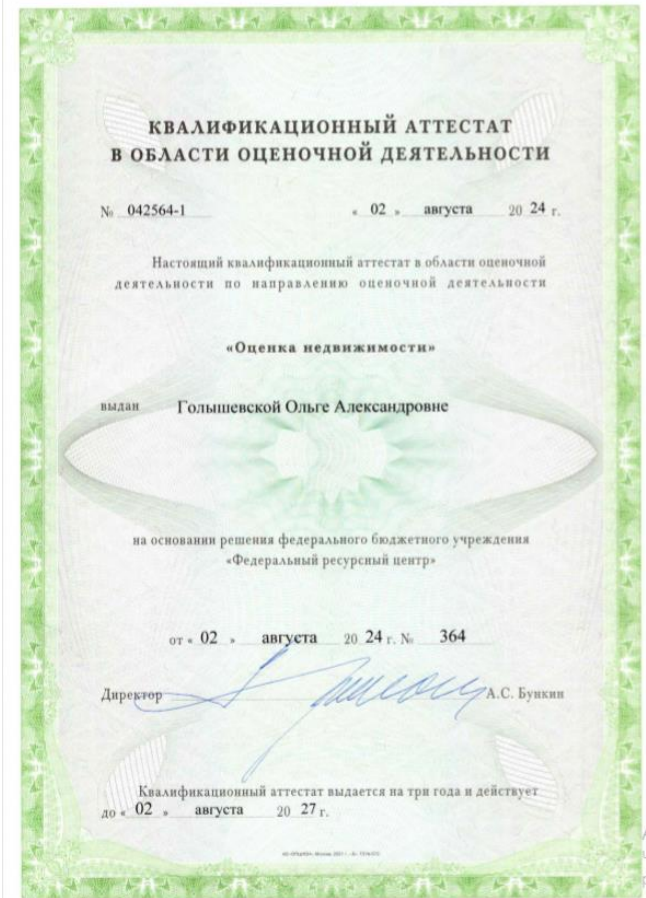 КВАЛИФИКАЦИОННЫЙ АТТЕСТАТ
В ОБЛАСТИ ОЦЕНОЧНОЙ ДЕЯТЕЛЬНОСТИ
№ 042564-1 « 02 » августа 20 24 г.
Настоящий квалификационный аттестат в области оценочной
деятельности по направлению оценочной деятельности
«Оценка недвижимости»
выдан Голышевской Ольге Александровне
на основании решения федерального бюджетного учреждения
«Федеральный ресурсный центр»
от « 02 » августа 20 24 г. № 364
Директор А.С. Бункин
Квалификационный аттестат выдается на три года и действует
до « 02 » августа 20 27 г.